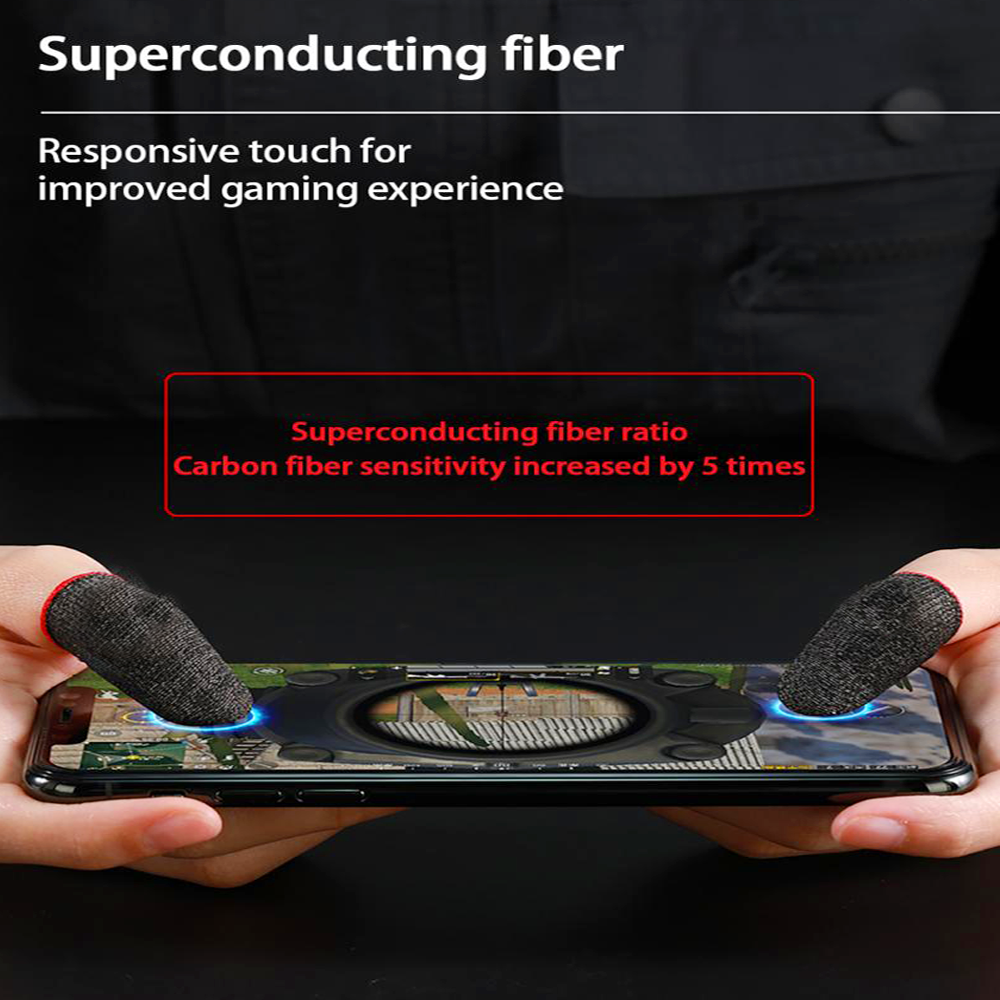 Superconducting fiber
Responsive touch for
improved gaming experience
Superconducting fiber ratio
Carbon fiber sensitivity increased by 5 times